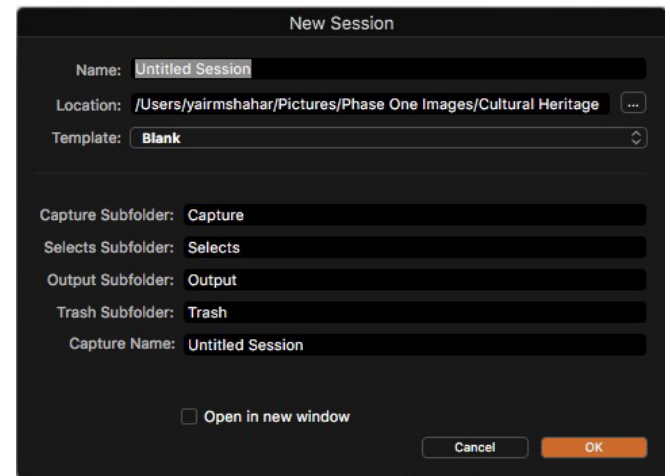 New Session
Name: Untitled Session
Location: /Users/yairmshahar/Pictures/Phase One Images/Cultural Heritage ...
Template: Blank
Capture Subfolder: Capture
Selects Subfolder: Selects
Output Subfolder: Output
Trash Subfolder: Trash
Capture Name: Untitled Session
Open in new window
Cancel OK